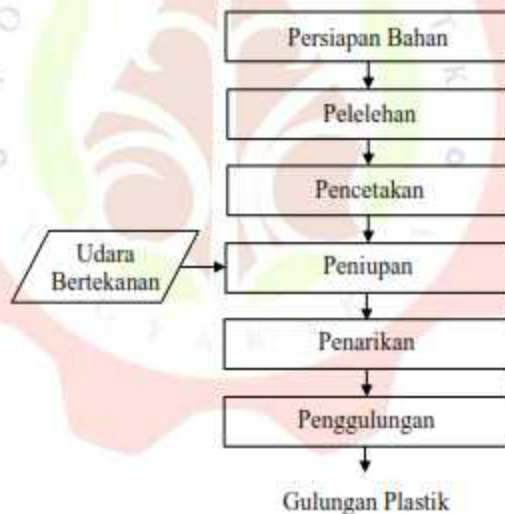 Persiapan Bahan
Pelelehan
Pencetakan
Udara
Bertekanan
Peniupan
Penarikan
Penggulungan
Gulungan Plastik